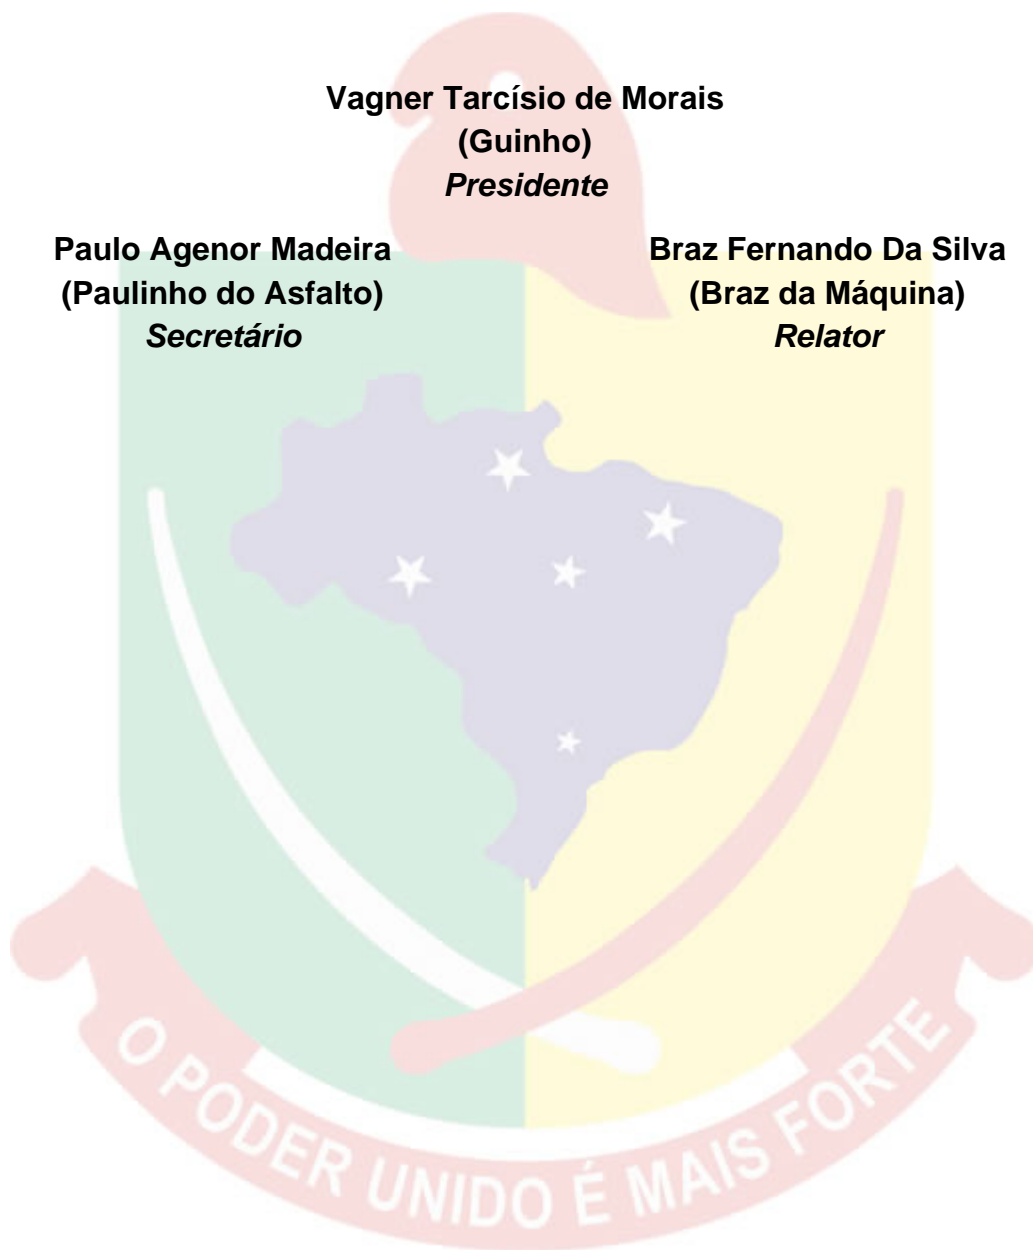 Vagner Tarcísio de Morais
(Guinho)
Presidente
Paulo Agenor Madeira
(Paulinho do Asfalto)
Secretário
Braz Fernando Da Silva
(Braz da Máquina)
Relator
O PODER UNIDO É MAIS FORTE